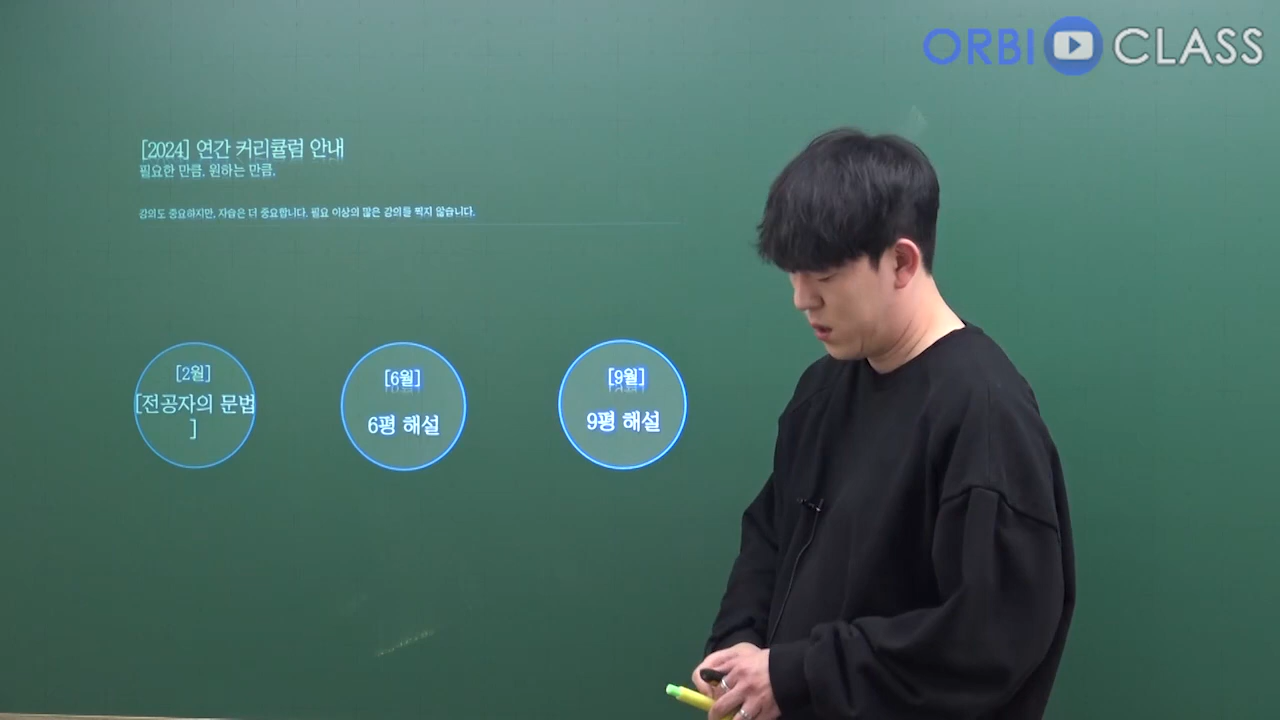 ORBI CLASS
[2024] 연간 커리큘럼 안내
필요한 만큼, 원하는 만큼.
강의도 중요하지만, 자습은 더 중요합니다. 필요 이상의 많은 강의를 찍지 않습니다.
[2월]
[전공자의 문법
]
[6월]
6평 해설
[9월]
9평 해설